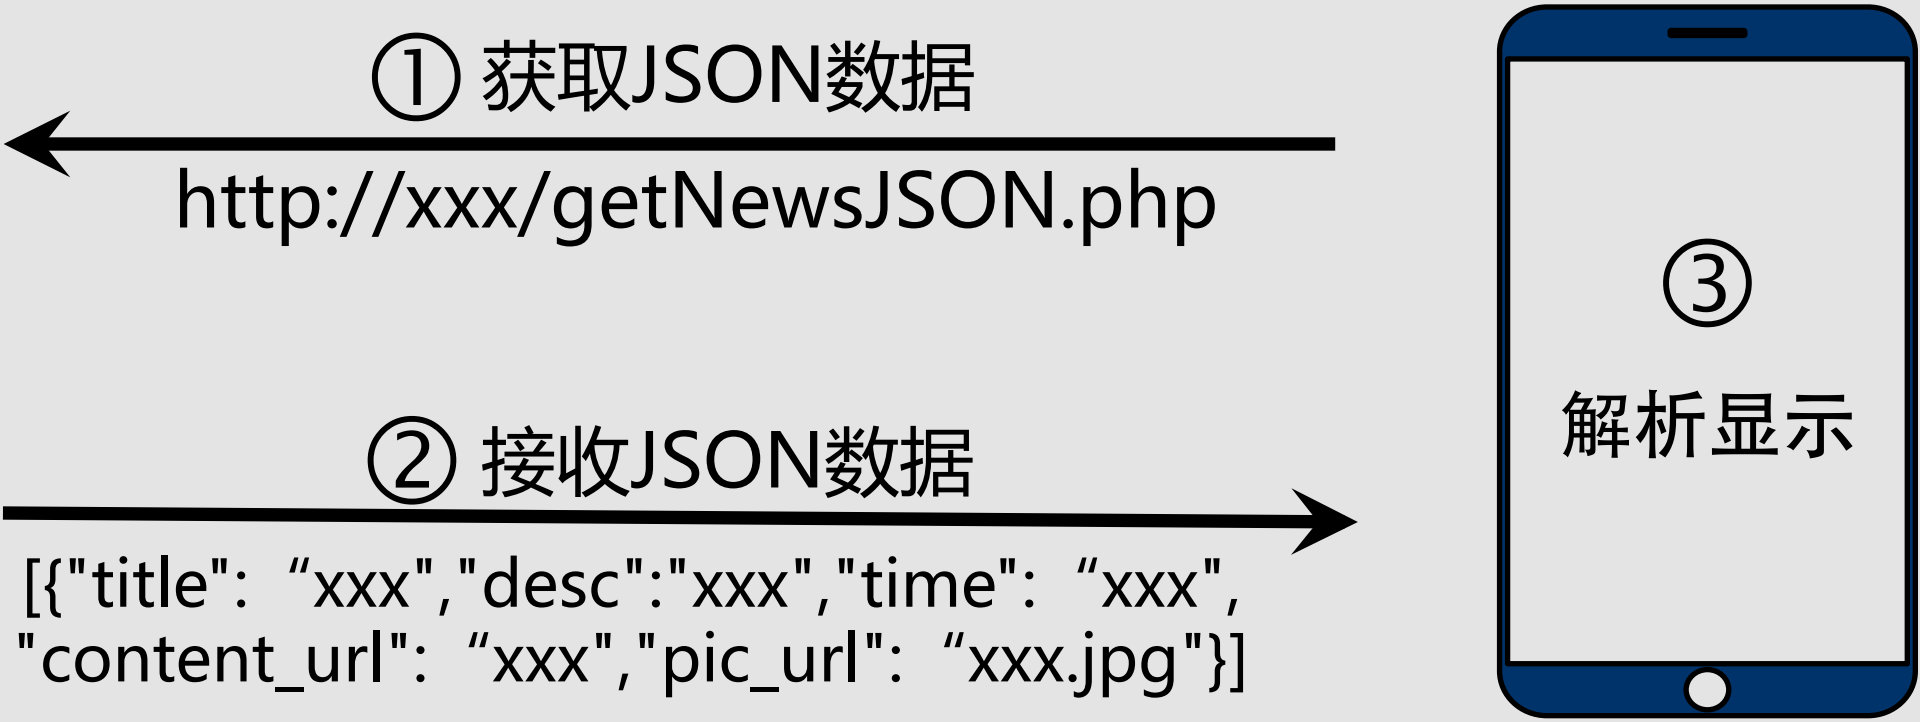 ① 获取JSON数据
http://xxx/getNewsJSON.php
② 接收JSON数据
[{"title": “xxx","desc":"xxx","time": “xxx",
"content_url": “xxx","pic_url": “xxx.jpg"}]
③
解析显示